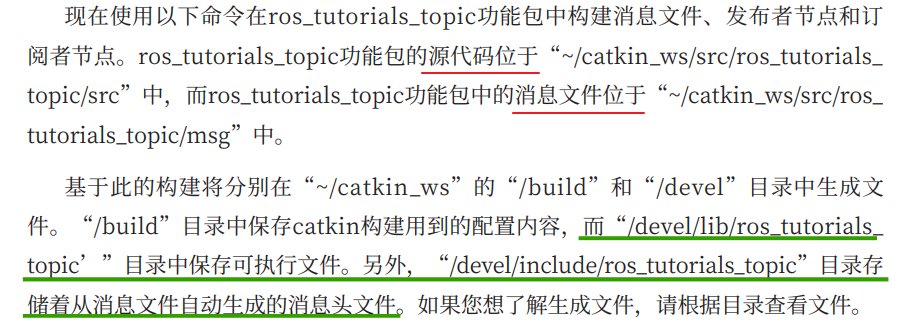 现在使用以下命令在ros_tutorials_topic功能包中构建消息文件、发布者节点和订
阅者节点。ros_tutorials_topic功能包的源代码位于“~/catkin_ws/src/ros_tutorials_
topic/src”中，而ros_tutorials_topic功能包中的消息文件位于“~/catkin_ws/src/ros_
tutorials_topic/msg”中。
基于此的构建将分别在“~/catkin_ws”的“/build”和“/devel”目录中生成文
件。“/build”目录中保存catkin构建用到的配置内容，而“/devel/lib/ros_tutorials_
topic’”目录中保存可执行文件。另外，“/devel/include/ros_tutorials_topic”目录存
储着从消息文件自动生成的消息头文件。如果您想了解生成文件，请根据目录查看文件。